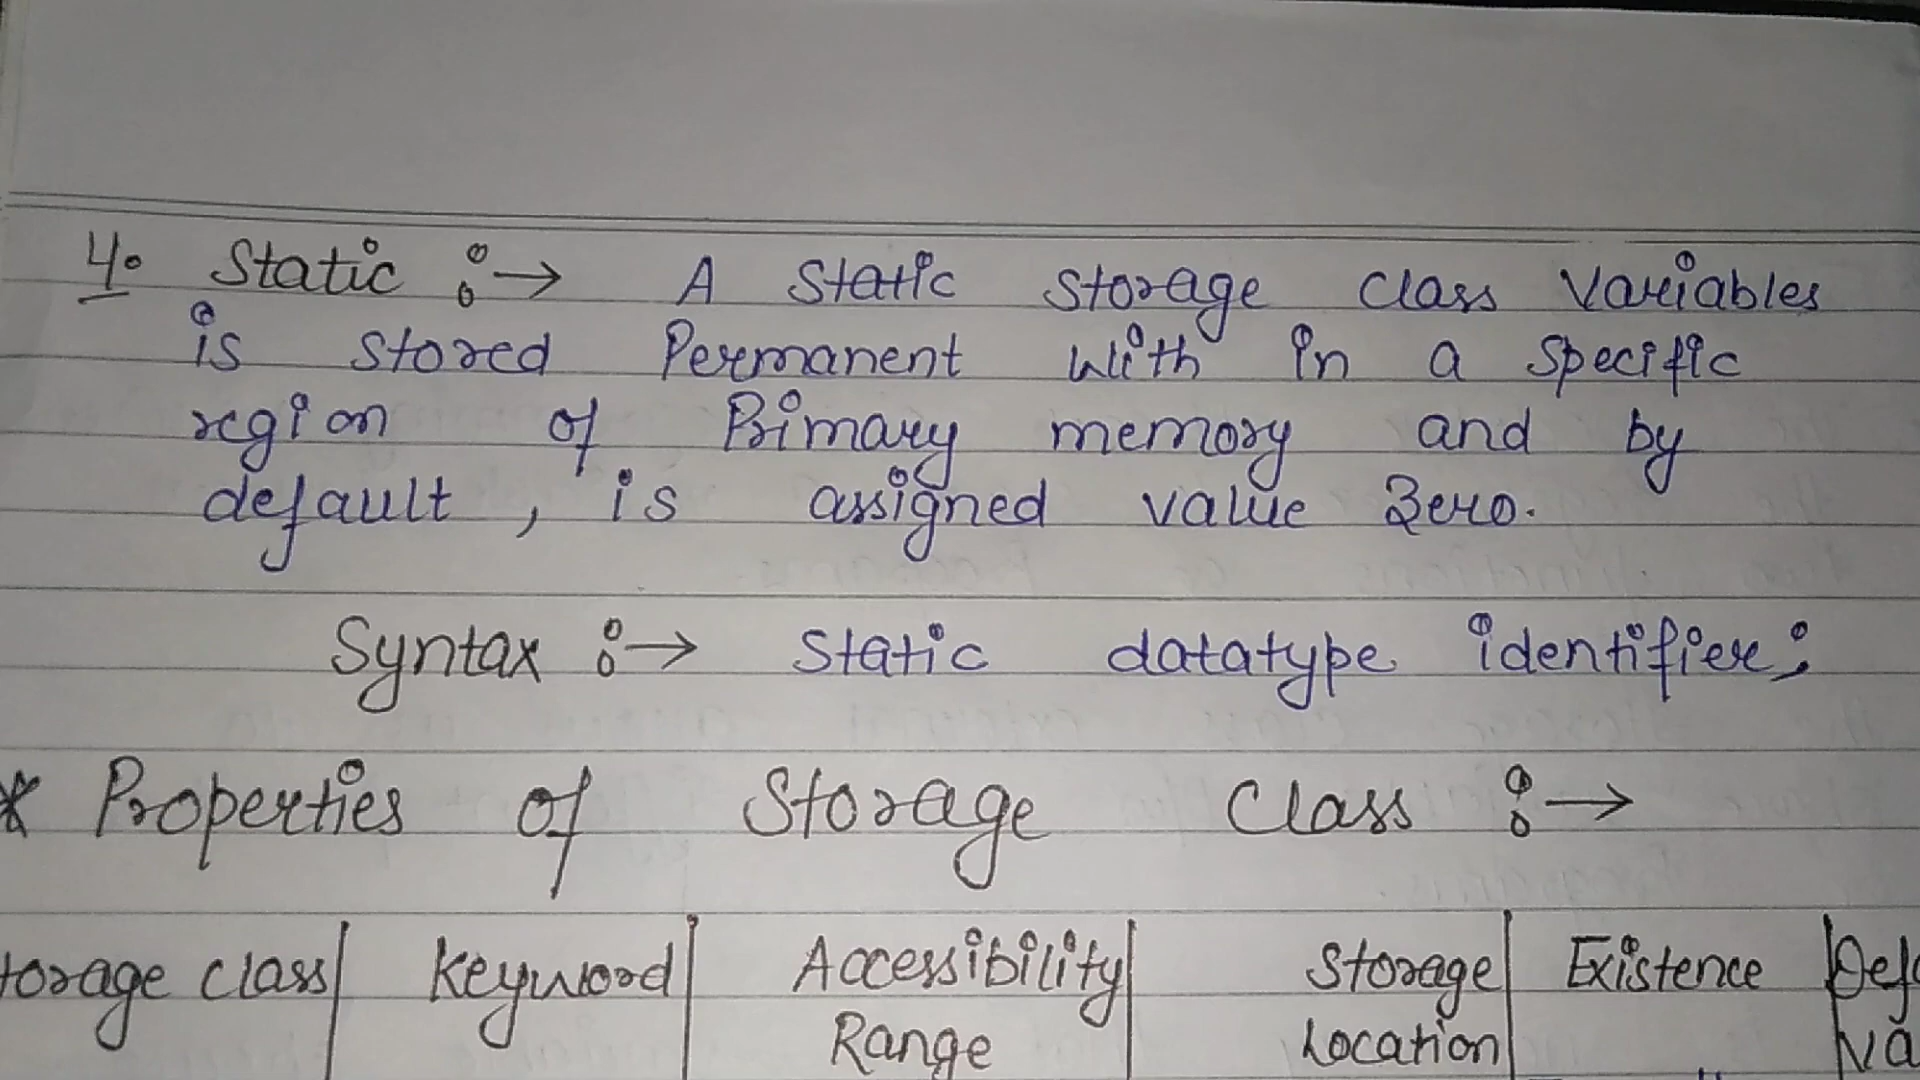 4. Static :→ A static storage class variables
is stored Permanent with in a specific
region of Primary memory and by
default, is assigned value zero.
Syntax :→ static datatype identifier;
* Properties of Storage Class :→
torage class | Keyword | Accessibility Range | Storage Location | Existence |